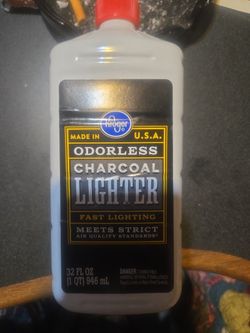 Kroger
MADE IN U.S.A.
ODORLESS
CHARCOAL
LIGHTER
FAST LIGHTING
MEETS STRICT
AIR QUALITY STANDARDS†
32 FL OZ
(1 QT) 946 mL
DANGER